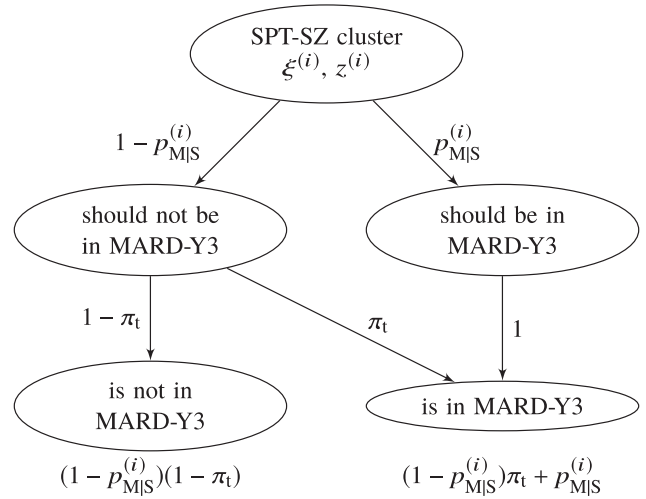 SPT-SZ cluster
ξ^(i), z^(i)
1 − p_M|S^(i)
p_M|S^(i)
should not be
in MARD-Y3
should be in
MARD-Y3
1 − π_t
π_t
1
is not in
MARD-Y3
is in MARD-Y3
(1 − p_M|S^(i))(1 − π_t)
(1 − p_M|S^(i))π_t + p_M|S^(i)